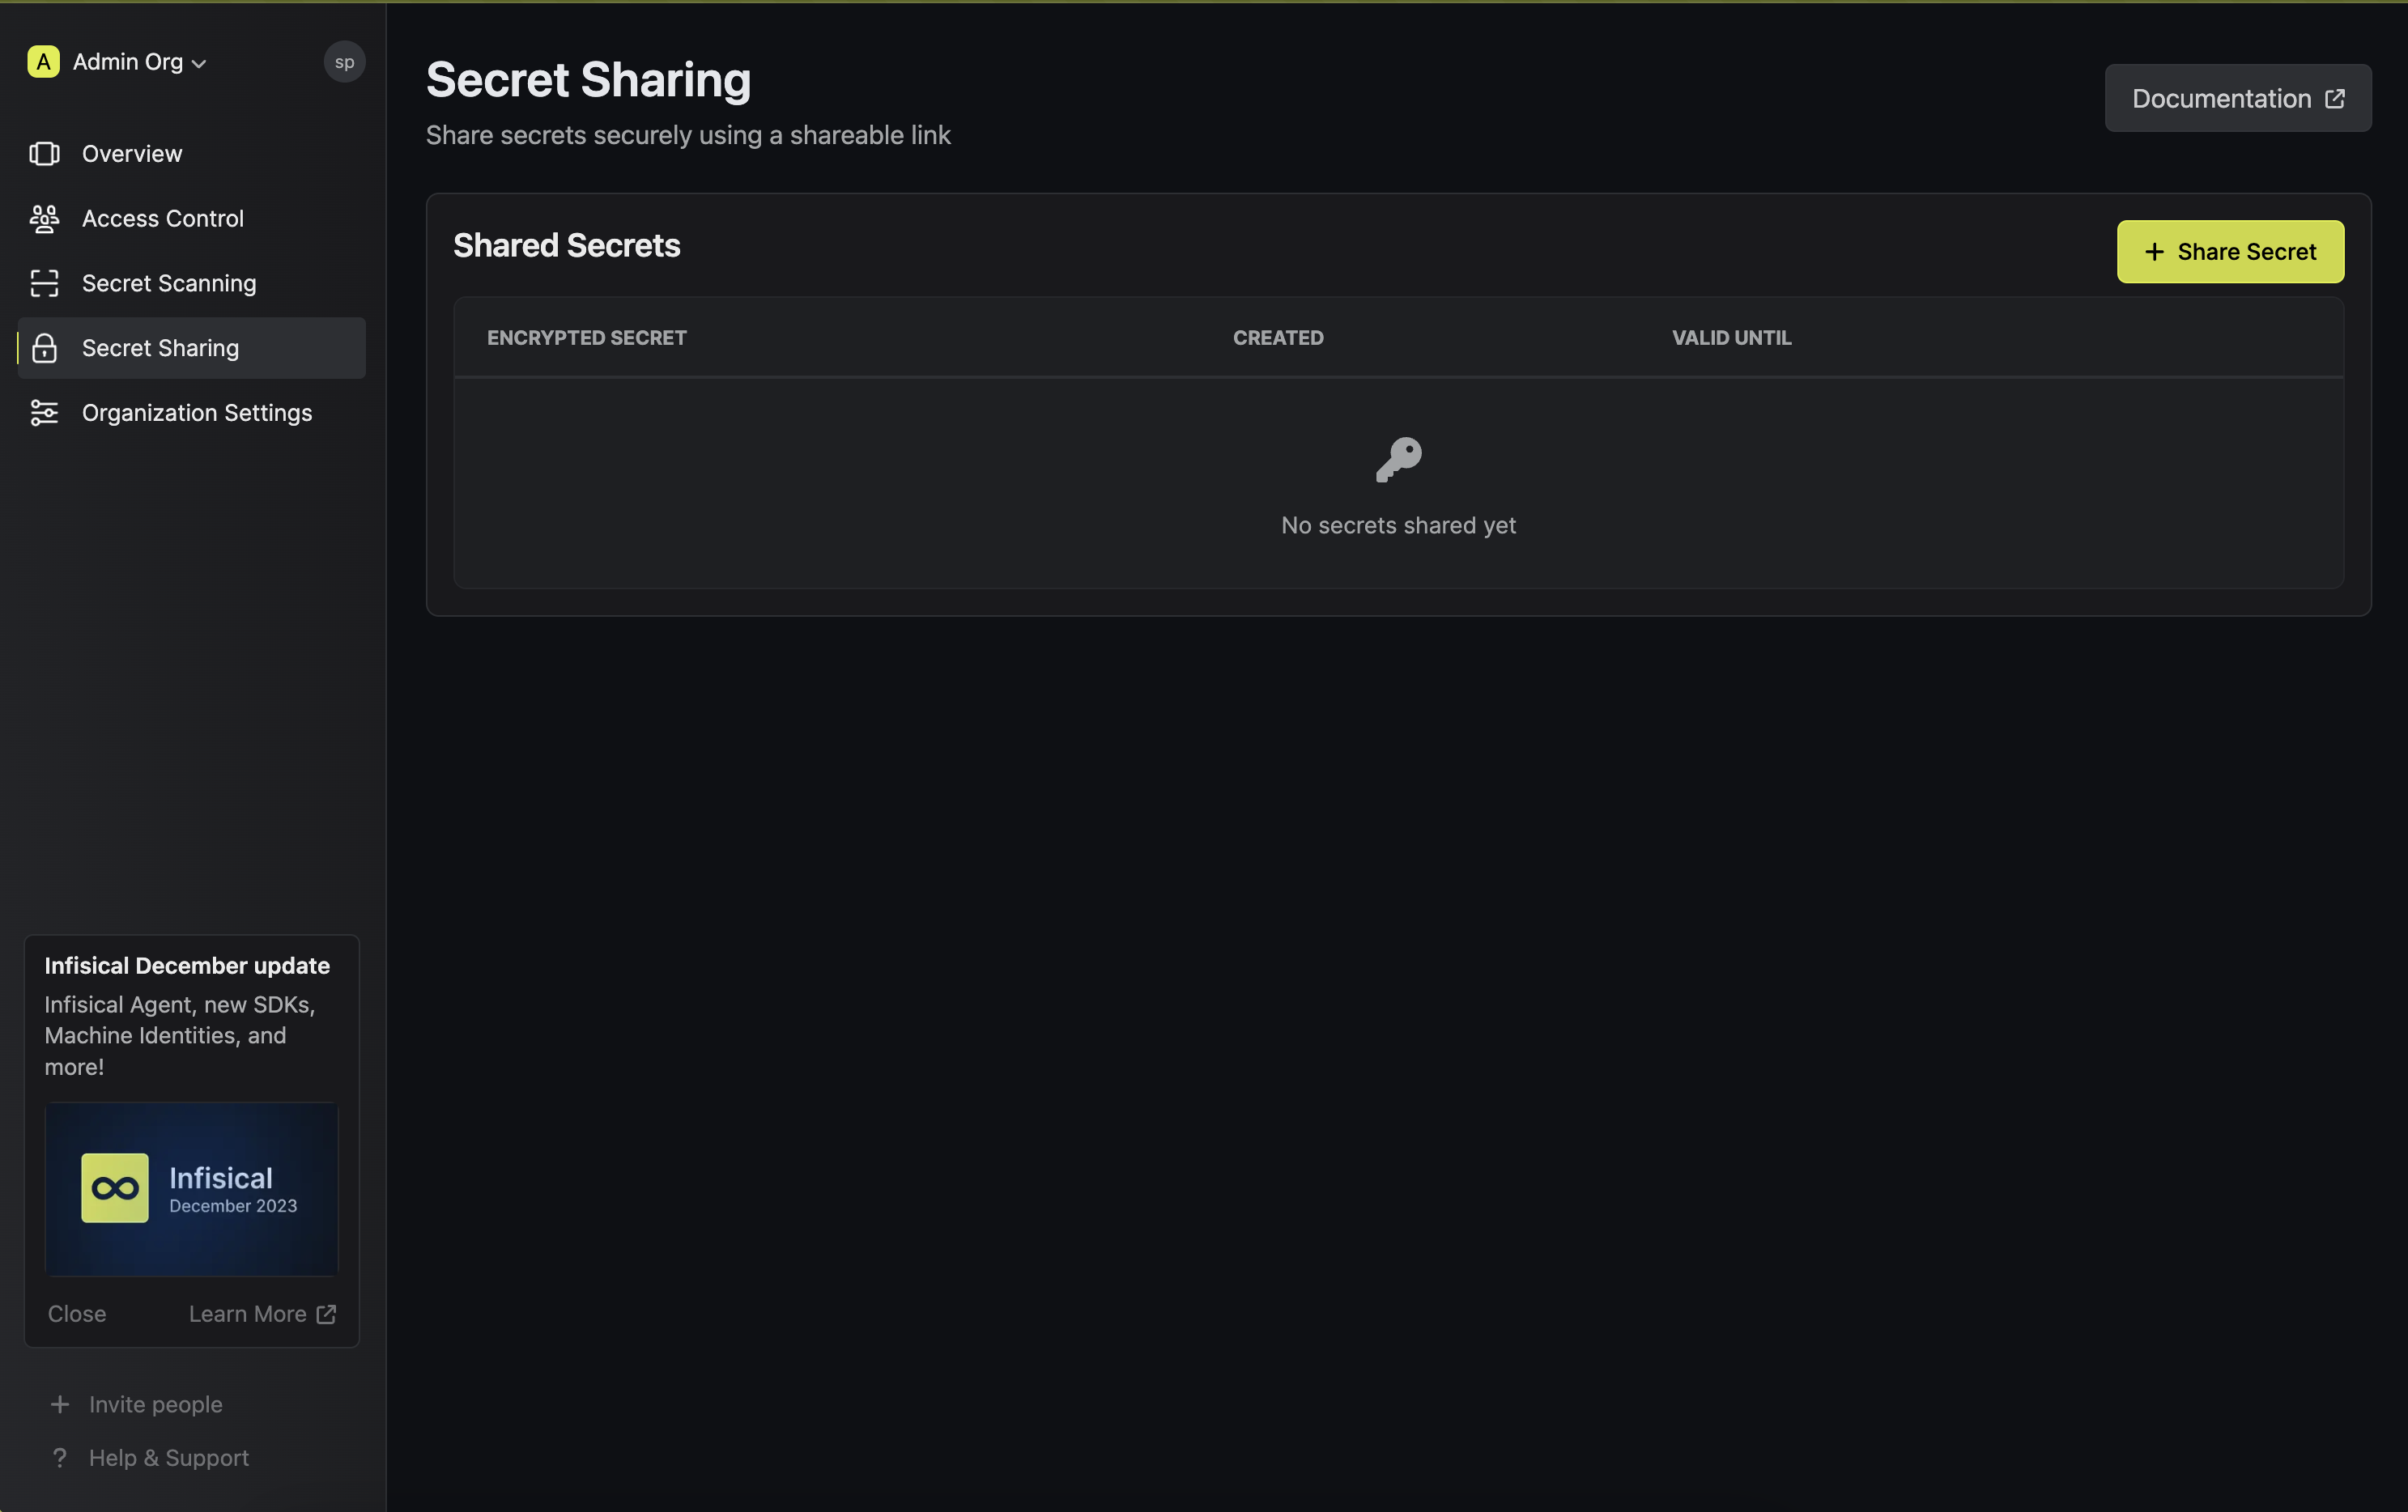 A Admin Org
sp
Overview
Access Control
Secret Scanning
Secret Sharing
Organization Settings
Infisical December update
Infisical Agent, new SDKs,
Machine Identities, and
more!
Infisical
December 2023
Close
Learn More
+ Invite people
? Help & Support
Secret Sharing
Share secrets securely using a shareable link
Documentation
Shared Secrets
+ Share Secret
ENCRYPTED SECRET CREATED VALID UNTIL
No secrets shared yet